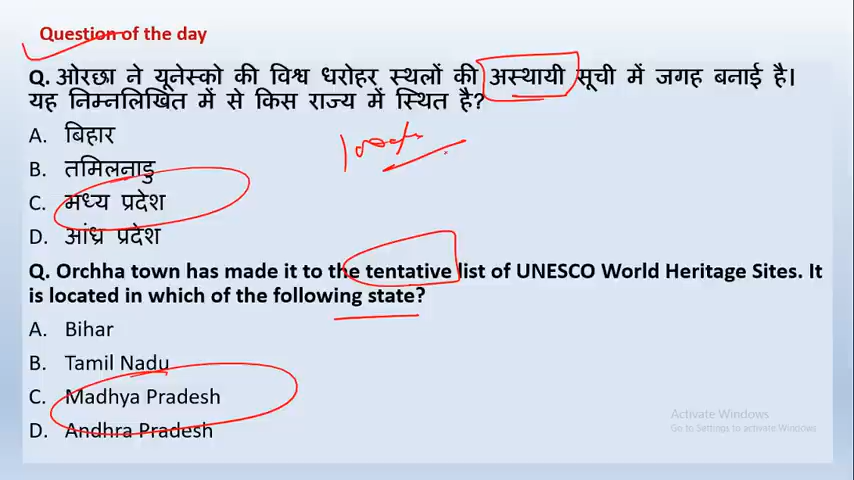 Question of the day
Q. ओरछा ने यूनेस्को की विश्व धरोहर स्थलों की अस्थायी सूची में जगह बनाई है।
यह निम्नलिखित में से किस राज्य में स्थित है?
A. बिहार
B. तमिलनाडु
C. मध्य प्रदेश
D. आंध्र प्रदेश
Q. Orchha town has made it to the tentative list of UNESCO World Heritage Sites. It
is located in which of the following state?
A. Bihar
B. Tamil Nadu
C. Madhya Pradesh
D. Andhra Pradesh
Activate Windows
Go to Settings to activate Windows